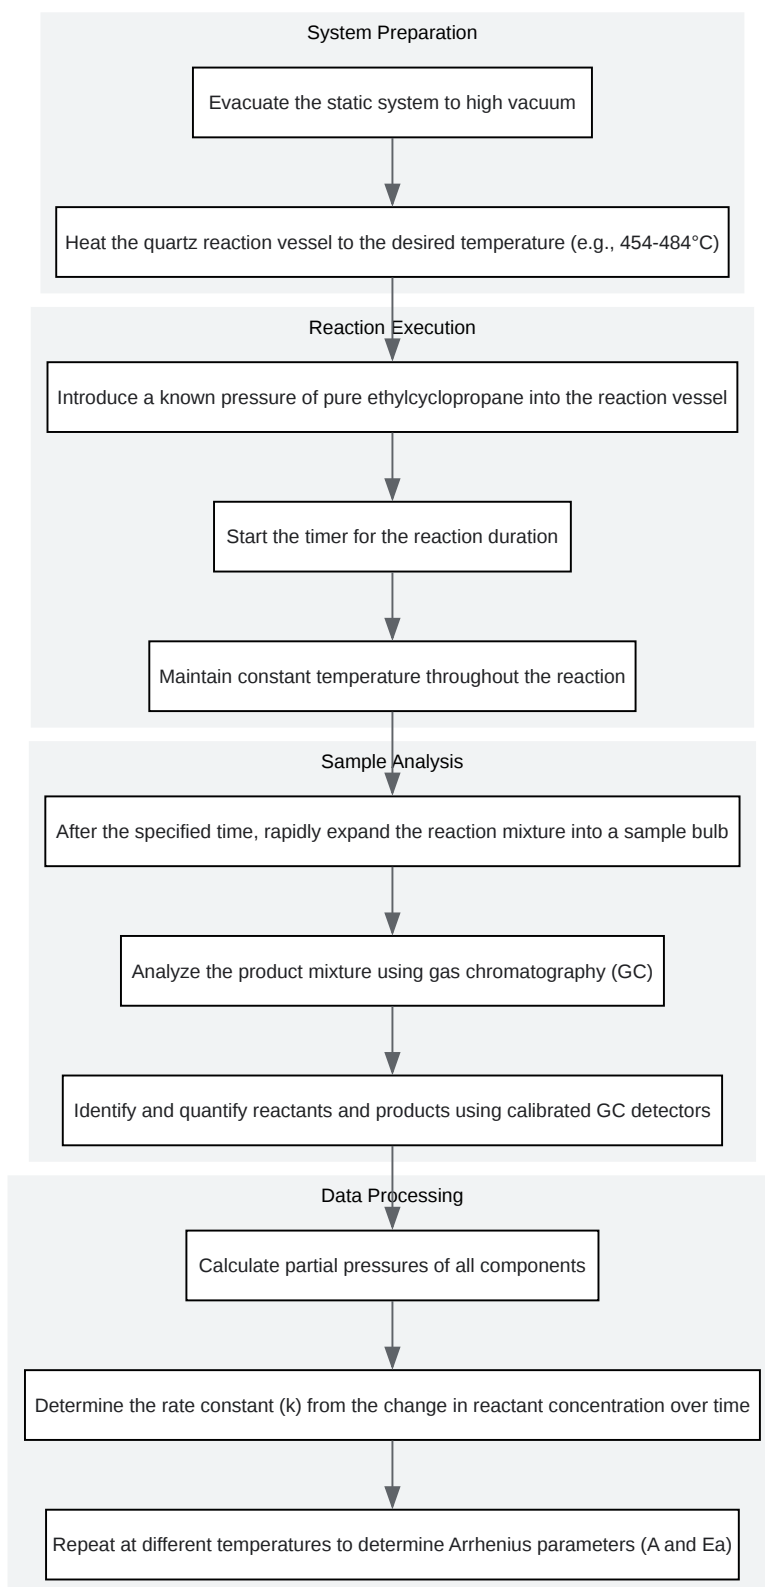 System Preparation
Evacuate the static system to high vacuum
Heat the quartz reaction vessel to the desired temperature (e.g., 454-484°C)
Reaction Execution
Introduce a known pressure of pure ethylcyclopropane into the reaction vessel
Start the timer for the reaction duration
Maintain constant temperature throughout the reaction
Sample Analysis
After the specified time, rapidly expand the reaction mixture into a sample bulb
Analyze the product mixture using gas chromatography (GC)
Identify and quantify reactants and products using calibrated GC detectors
Data Processing
Calculate partial pressures of all components
Determine the rate constant (k) from the change in reactant concentration over time
Repeat at different temperatures to determine Arrhenius parameters (A and Ea)